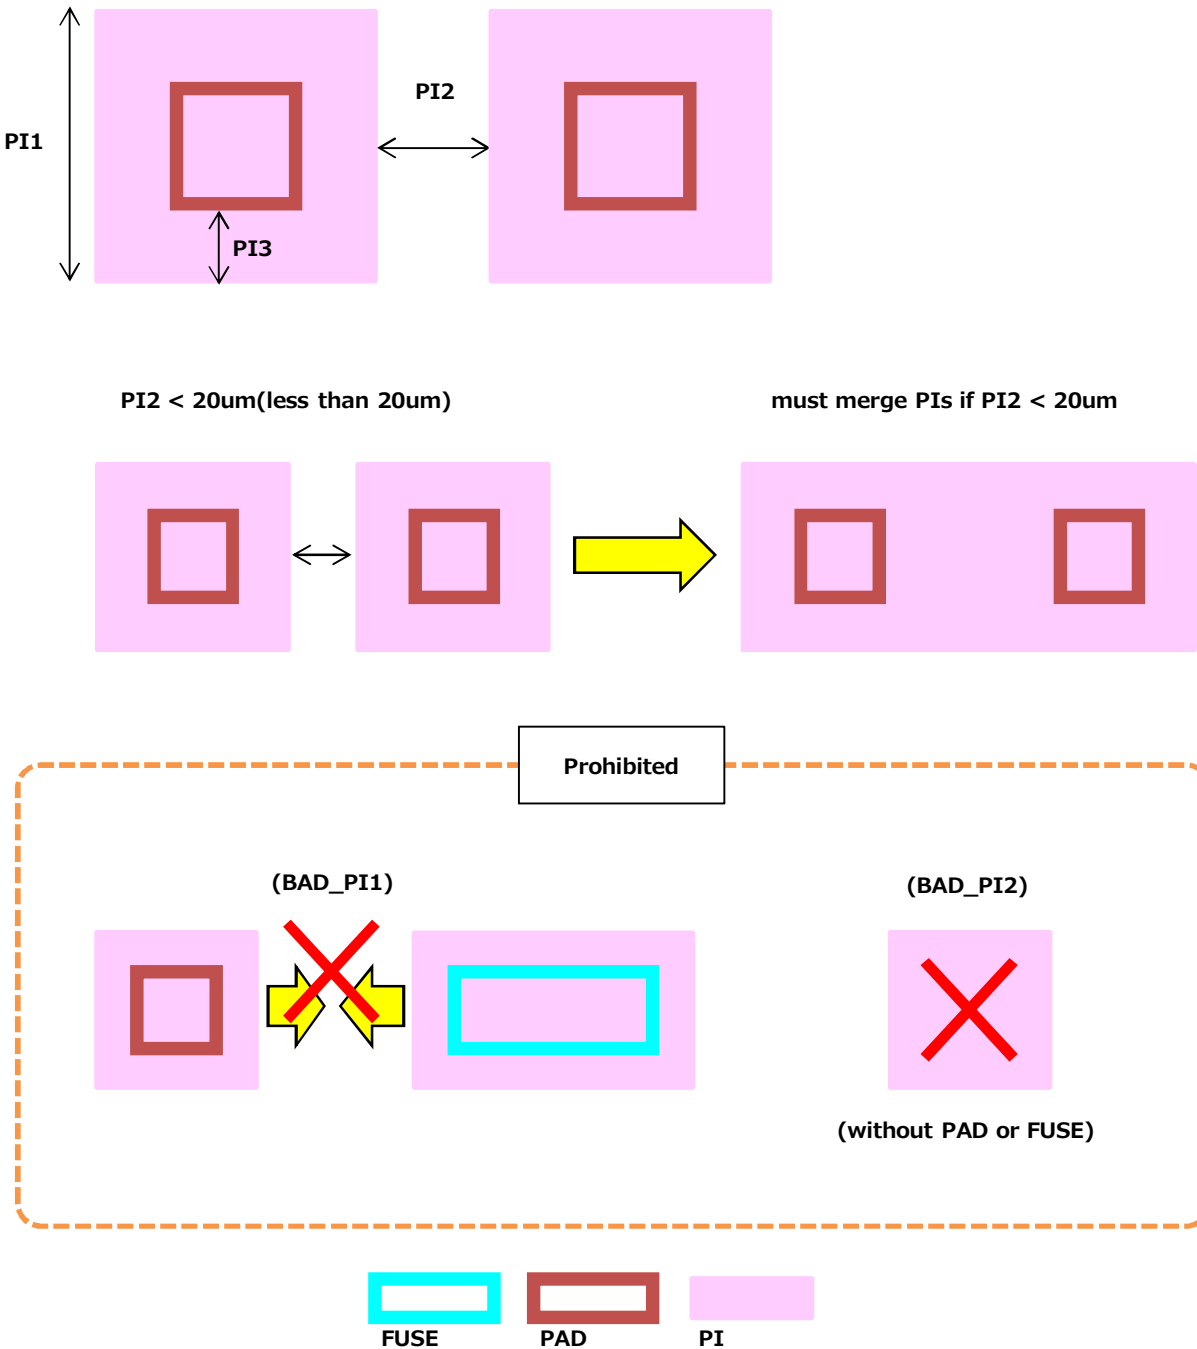 PI2
PI1
PI3
PI2 < 20um(less than 20um)
must merge PIs if PI2 < 20um
Prohibited
(BAD_PI1)
(BAD_PI2)
(without PAD or FUSE)
FUSE
PAD
PI